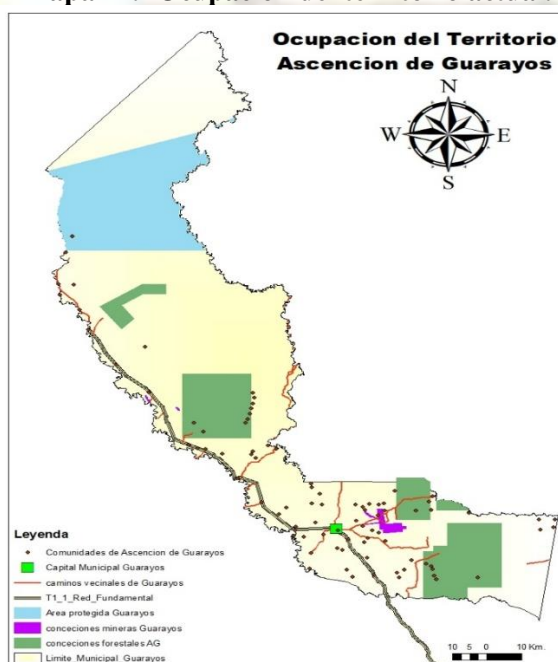 Ocupacion del Territorio
Ascencion de Guarayos
N
W E
S
Leyenda
Comunidades de Ascencion de Guarayos
Capital Municipal Guarayos
caminos vecinales de Guarayos
T1_1_Red_Fundamental
Area protegida Guarayos
conceciones mineras Guarayos
conceciones forestales AG
Limite_Municipal_Guarayos
10 5 0 10 Km.